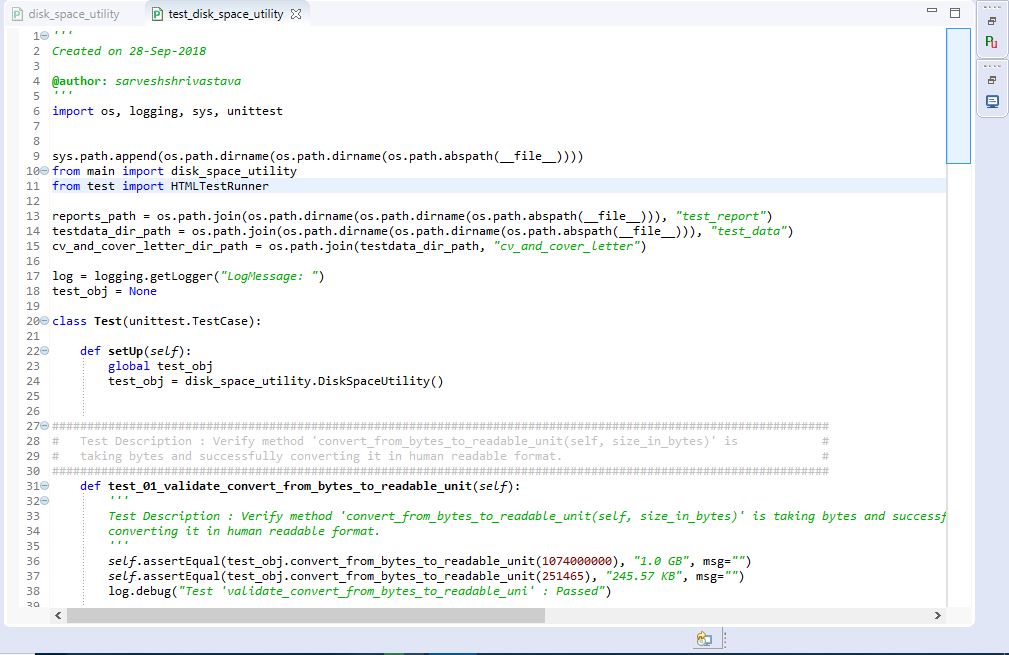 disk_space_utility test_disk_space_utility
1 '''
2 Created on 28-Sep-2018
3
4 @author: sarveshshrivastava
5 '''
6 import os, logging, sys, unittest
7
8
9 sys.path.append(os.path.dirname(os.path.dirname(os.path.abspath(__file__))))
10 from main import disk_space_utility
11 from test import HTMLTestRunner
12
13 reports_path = os.path.join(os.path.dirname(os.path.dirname(os.path.abspath(__file__))), "test_report")
14 testdata_dir_path = os.path.join(os.path.dirname(os.path.dirname(os.path.abspath(__file__))), "test_data")
15 cv_and_cover_letter_dir_path = os.path.join(testdata_dir_path, "cv_and_cover_letter")
16
17 log = logging.getLogger("LogMessage: ")
18 test_obj = None
19
20 class Test(unittest.TestCase):
21
22     def setUp(self):
23         global test_obj
24         test_obj = disk_space_utility.DiskSpaceUtility()
25
26
27 ###############################################################################################################
28 #   Test Description : Verify method 'convert_from_bytes_to_readable_unit(self, size_in_bytes)' is            #
29 #   taking bytes and successfully converting it in human readable format.                                     #
30 ###############################################################################################################
31     def test_01_validate_convert_from_bytes_to_readable_unit(self):
32         '''
33         Test Description : Verify method 'convert_from_bytes_to_readable_unit(self, size_in_bytes)' is taking bytes and successf
34         converting it in human readable format.
35         '''
36         self.assertEqual(test_obj.convert_from_bytes_to_readable_unit(1074000000), "1.0 GB", msg="")
37         self.assertEqual(test_obj.convert_from_bytes_to_readable_unit(251465), "245.57 KB", msg="")
38         log.debug("Test 'validate_convert_from_bytes_to_readable_uni' : Passed")
39